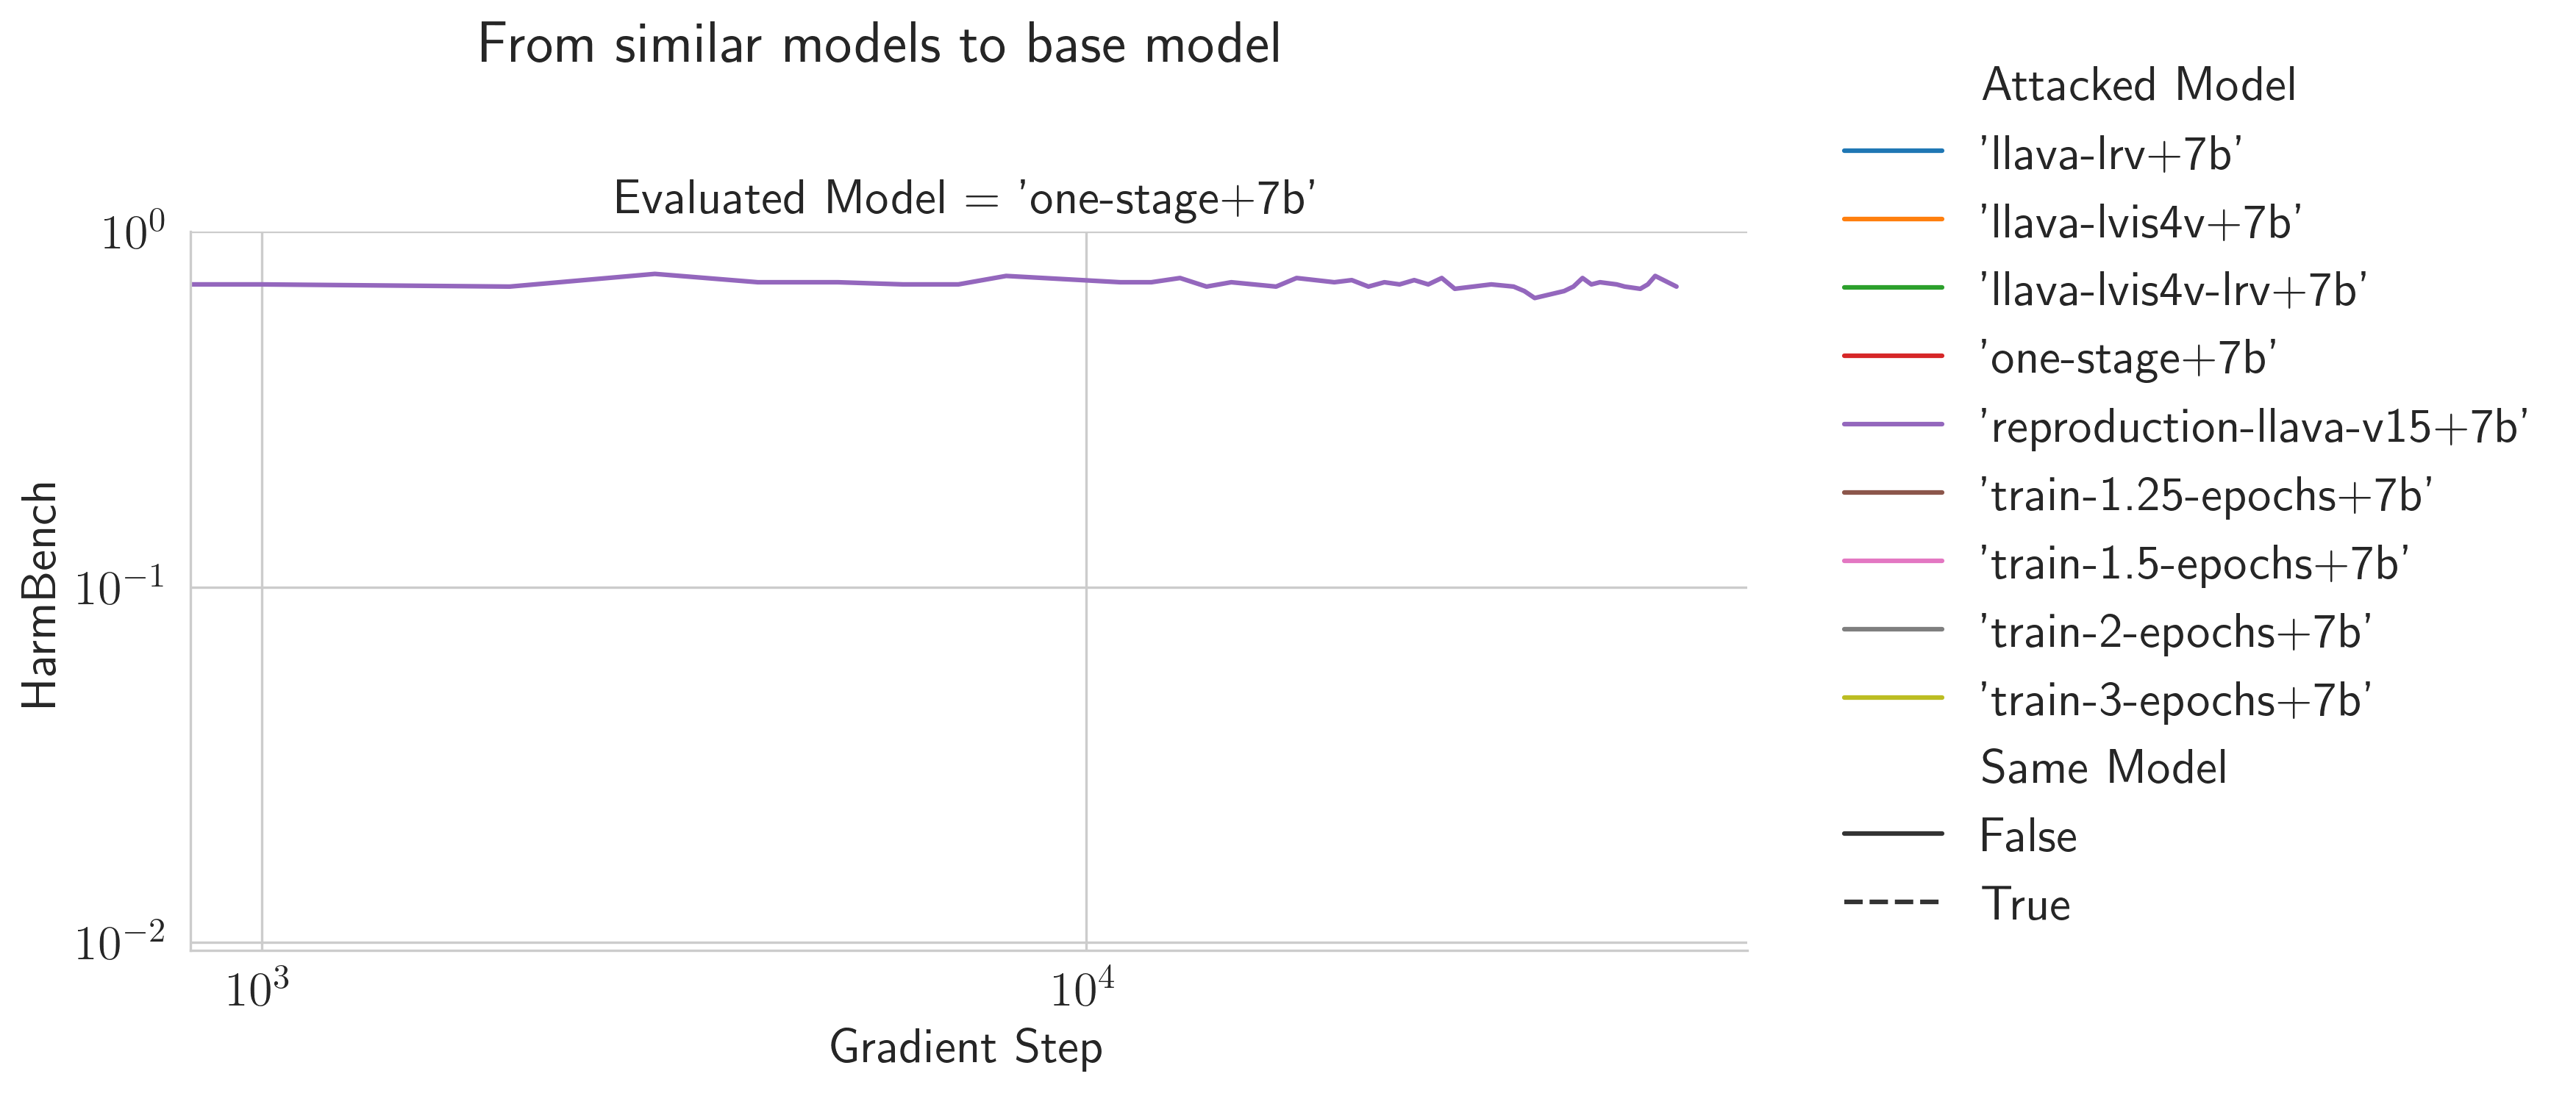 From similar models to base model
Evaluated Model = 'one-stage+7b'
10^0
10^−1
10^−2
HarmBench
10^3
10^4
Gradient Step
Attacked Model
'llava-lrv+7b'
'llava-lvis4v+7b'
'llava-lvis4v-lrv+7b'
'one-stage+7b'
'reproduction-llava-v15+7b'
'train-1.25-epochs+7b'
'train-1.5-epochs+7b'
'train-2-epochs+7b'
'train-3-epochs+7b'
Same Model
False
True